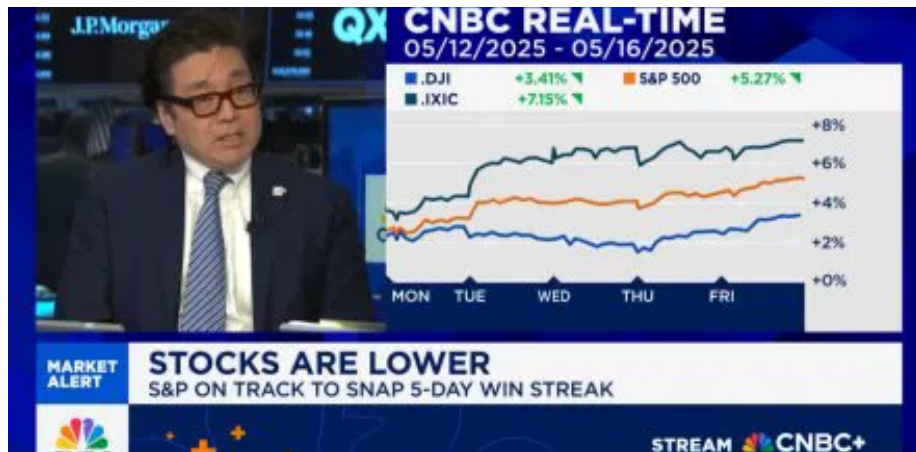 J.P.Morgan
QX
CNBC REAL-TIME
05/12/2025 - 05/16/2025
.DJI +3.41% S&P 500 +5.27%
.IXIC +7.15%
+8%
+6%
+4%
+2%
+0%
MON TUE WED THU FRI
MARKET ALERT
STOCKS ARE LOWER
S&P ON TRACK TO SNAP 5-DAY WIN STREAK
STREAM CNBC+